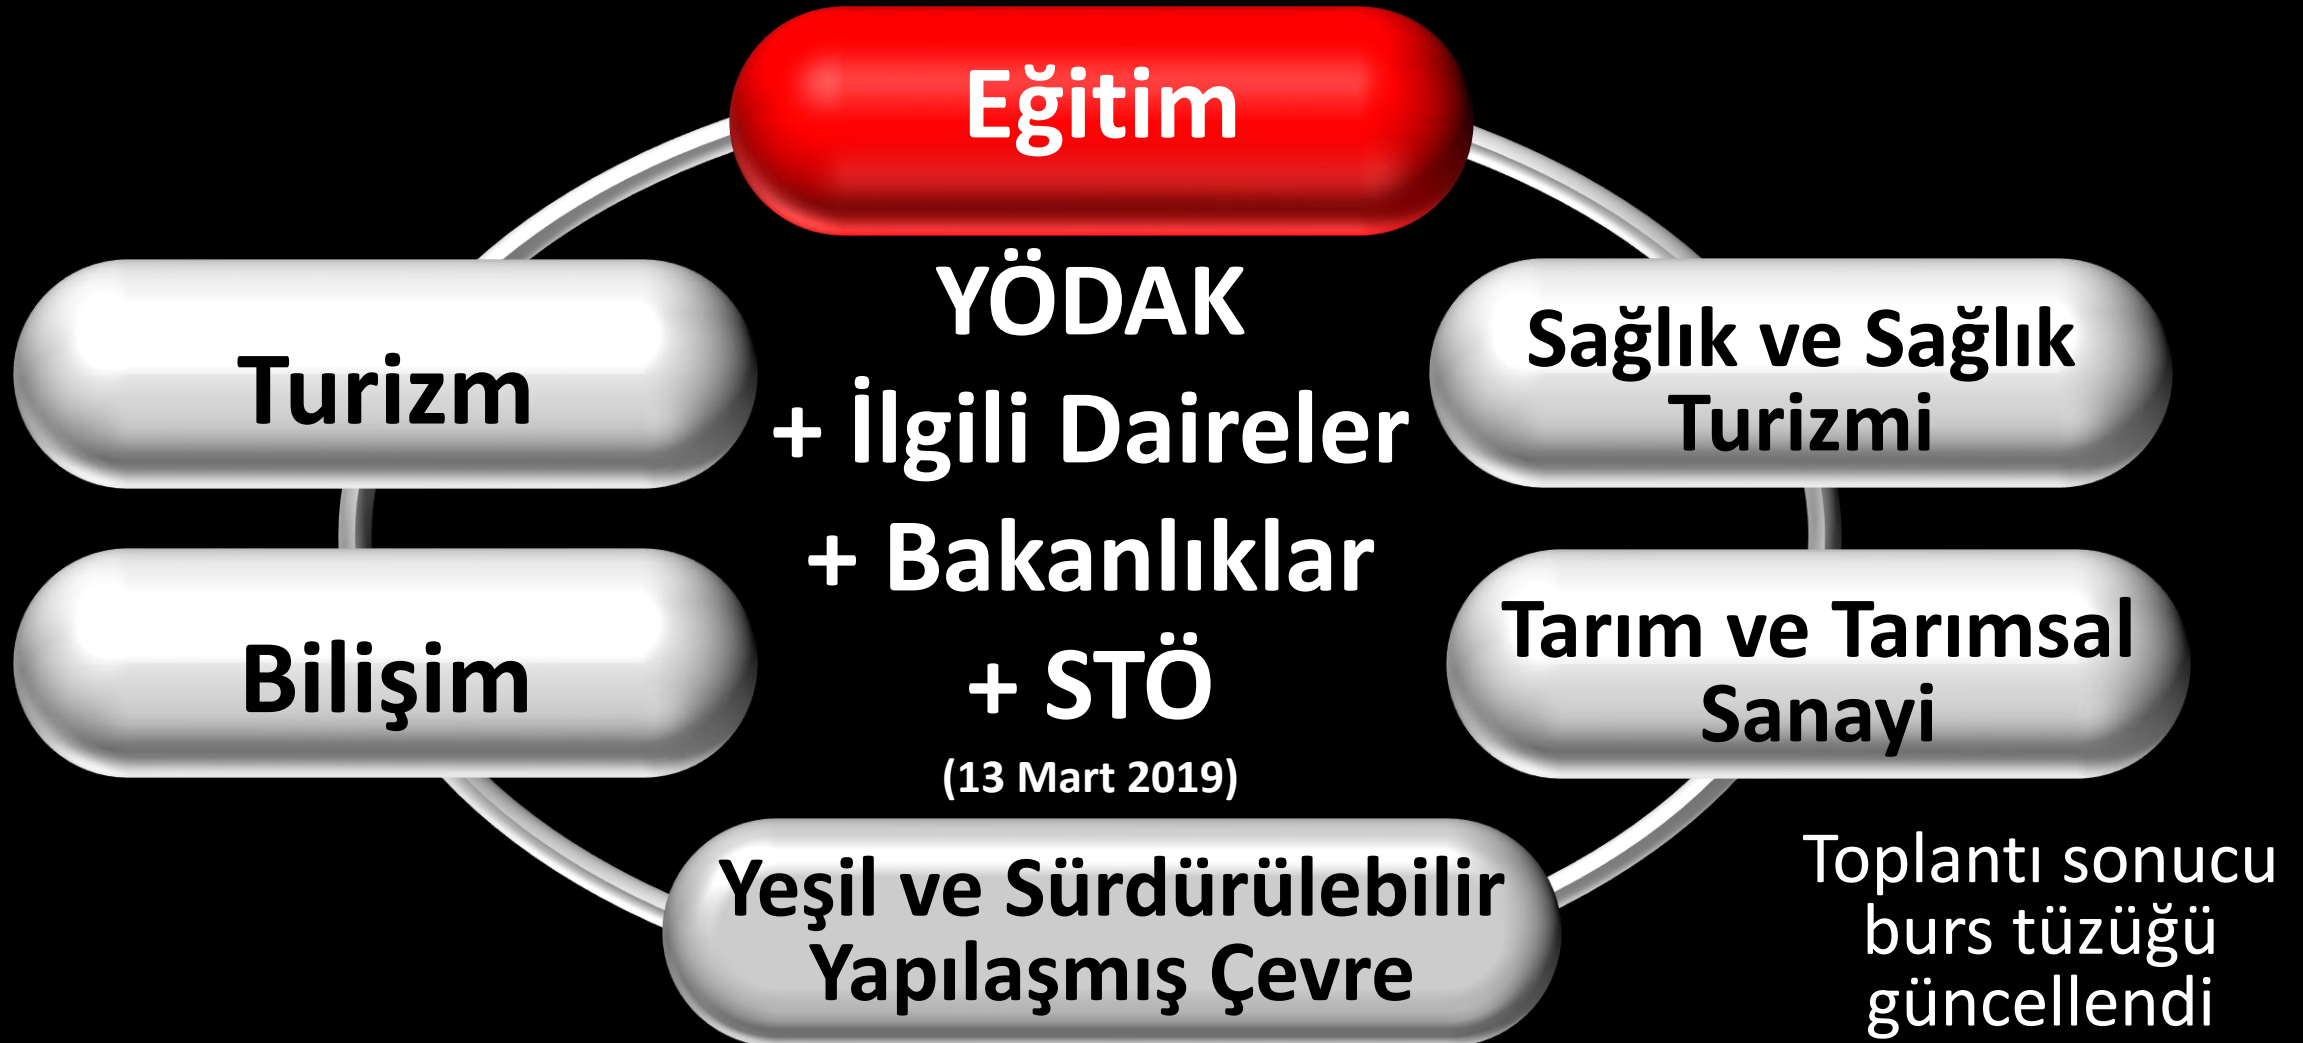 Eğitim
YÖDAK
+ İlgili Daireler
+ Bakanlıklar
+ STÖ
(13 Mart 2019)
Sağlık ve Sağlık
Turizmi
Tarım ve Tarımsal
Sanayi
Yeşil ve Sürdürülebilir
Yapılaşmış Çevre
Bilişim
Turizm
Toplantı sonucu
burs tüzüğü
güncellendi